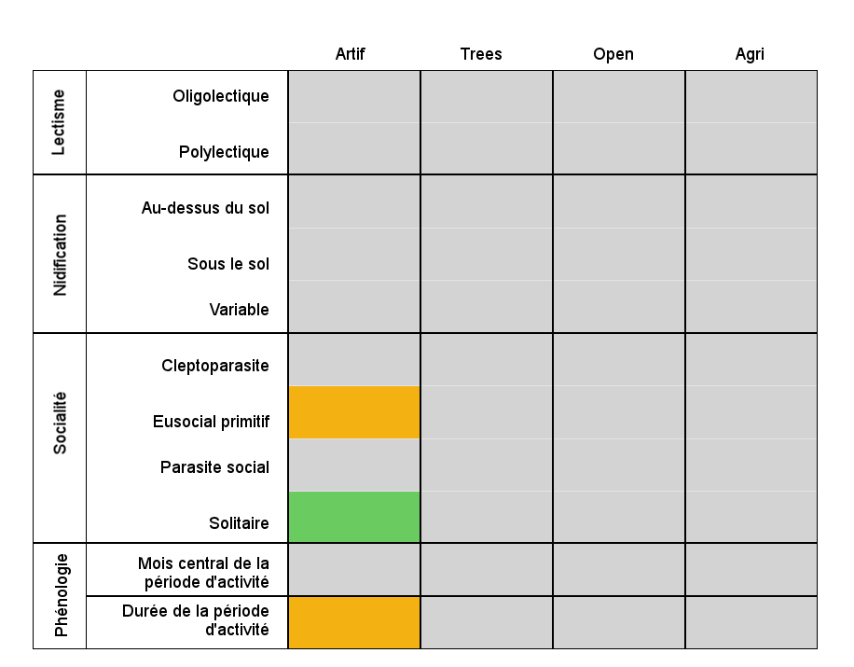 Artif Trees Open Agri
Lectisme
Oligolectique
Polylectique
Nidification
Au-dessus du sol
Sous le sol
Variable
Socialité
Cleptoparasite
Eusocial primitif
Parasite social
Solitaire
Phénologie
Mois central de la
période d'activité
Durée de la période
d'activité